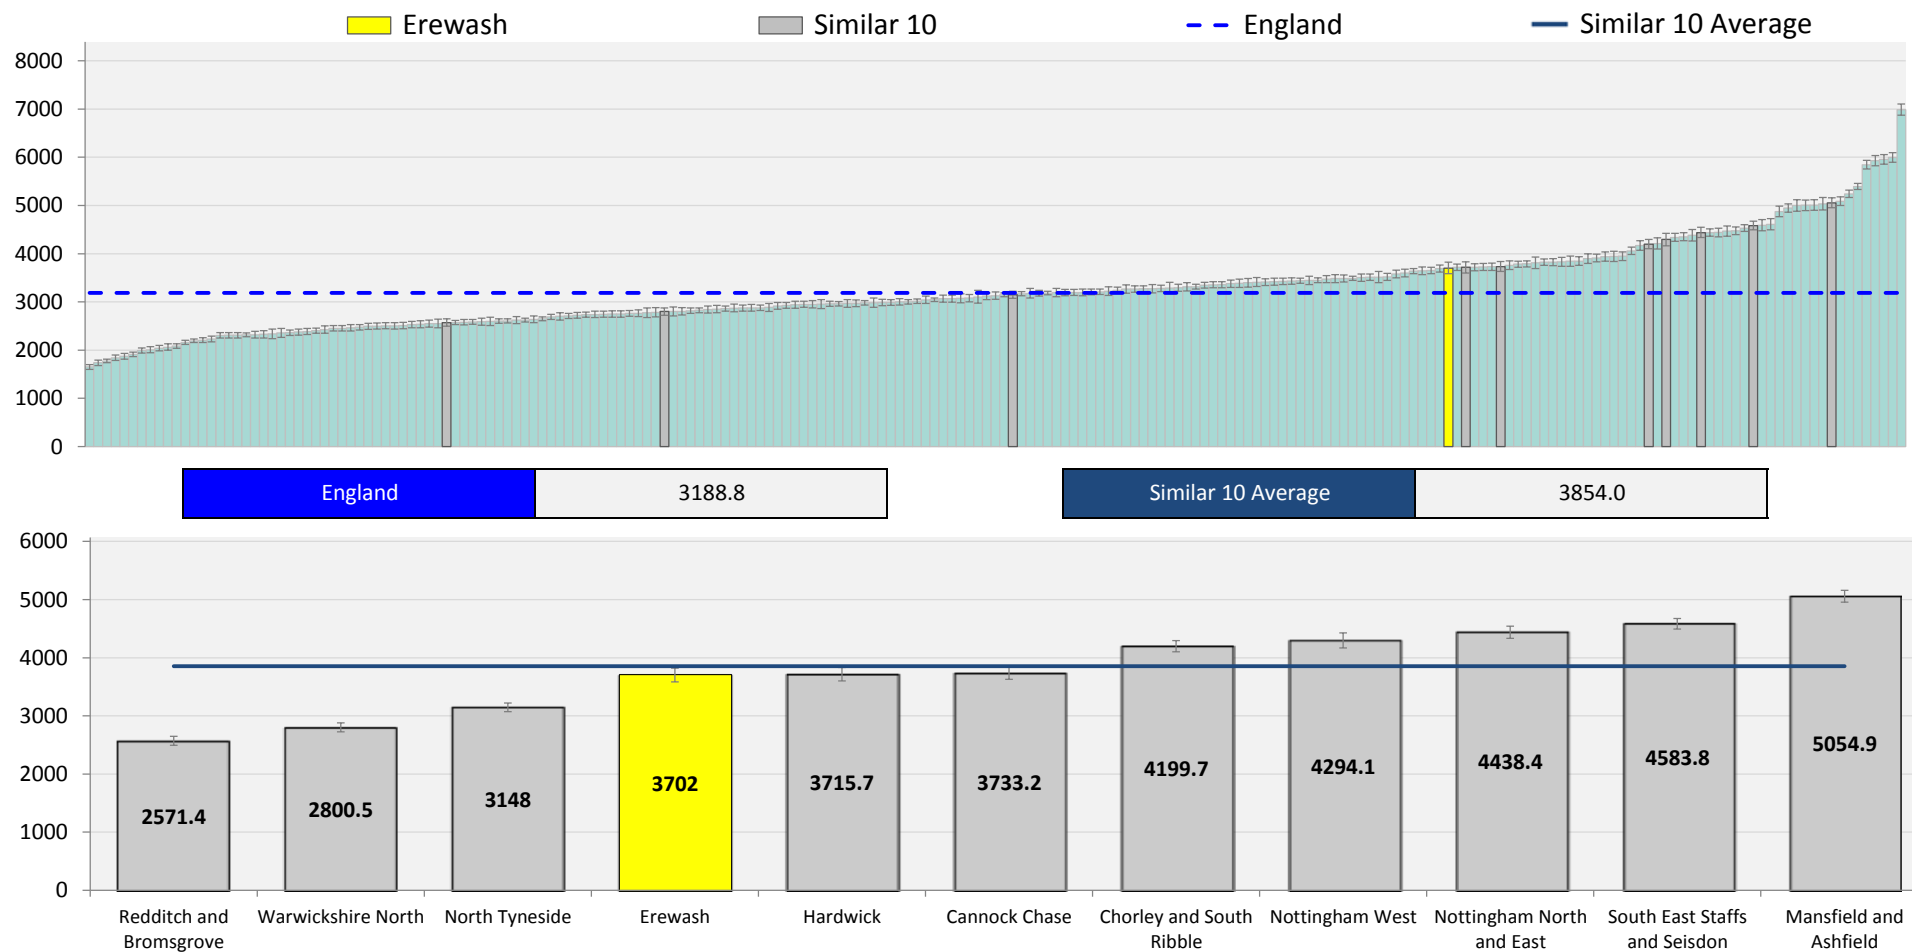 Erewash
Similar 10
England
Similar 10 Average
8000
7000
6000
5000
4000
3000
2000
1000
0
England
3188.8
Similar 10 Average
3854.0
6000
5000
4000
3000
2000
1000
0
2571.4
2800.5
3148
3702
3715.7
3733.2
4199.7
4294.1
4438.4
4583.8
5054.9
Redditch and
Bromsgrove
Warwickshire North
North Tyneside
Erewash
Hardwick
Cannock Chase
Chorley and South
Ribble
Nottingham West
Nottingham North
and East
South East Staffs
and Seisdon
Mansfield and
Ashfield